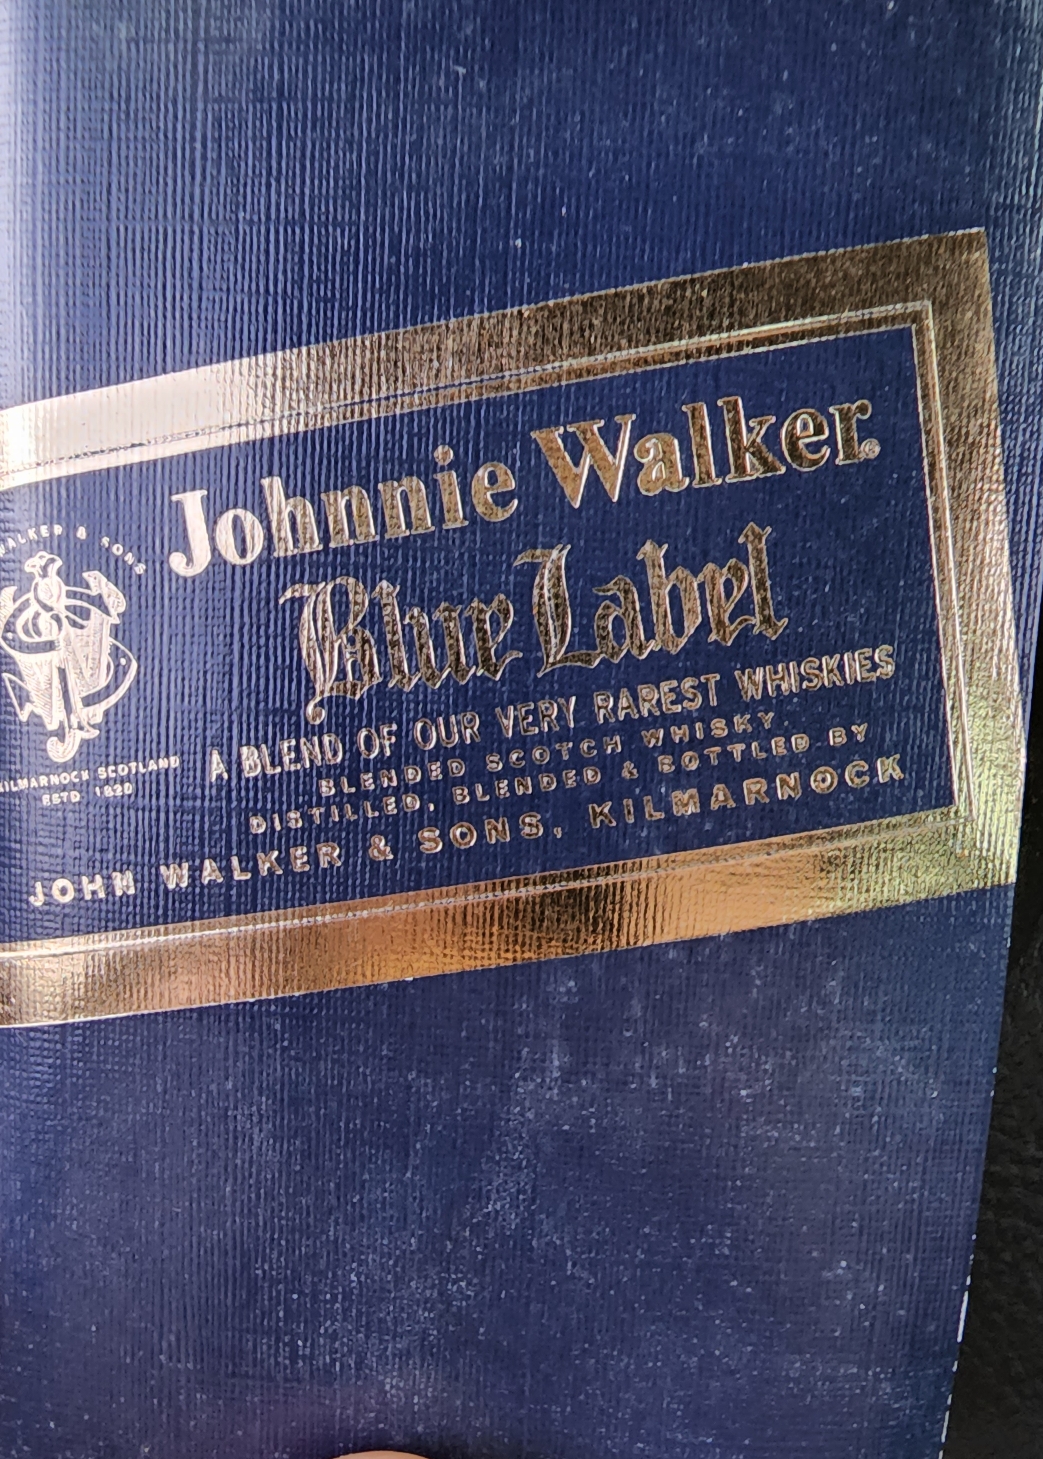 Johnnie Walker.
Blue Label
A BLEND OF OUR VERY RAREST WHISKIES
BLENDED SCOTCH WHISKY
DISTILLED, BLENDED & BOTTLED BY
JOHN WALKER & SONS, KILMARNOCK
WALKER & SONS
KILMARNOCK SCOTLAND
ESTD 1820